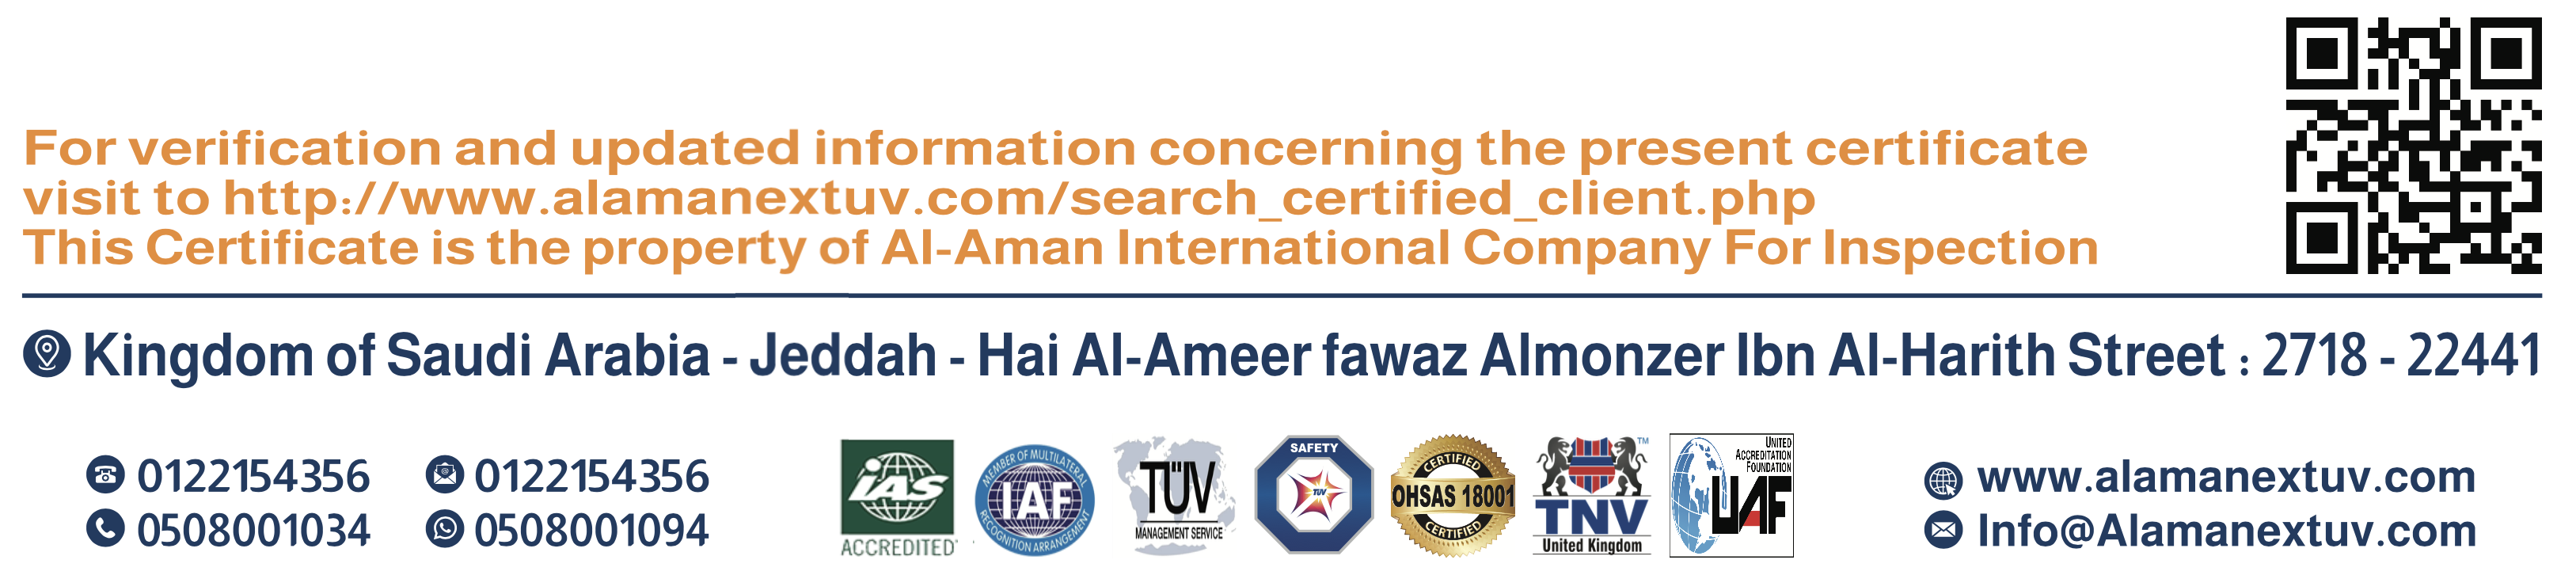 For verification and updated information concerning the present certificate
visit to http://www.alamanextuv.com/search_certified_client.php
This Certificate is the property of Al-Aman International Company For Inspection
Kingdom of Saudi Arabia - Jeddah - Hai Al-Ameer fawaz Almonzer Ibn Al-Harith Street : 2718 - 22441
0122154356
0122154356
0508001034
0508001094
iAS
ACCREDITED
MEMBER OF MULTILATERAL
IAF
RECOGNITION ARRANGEMENT
TÜV
MANAGEMENT SERVICE
SAFETY
TUV
CERTIFIED
OHSAS 18001
CERTIFIED
TM
TNV
United Kingdom
UNITED
ACCREDITATION
FOUNDATION
UAF
www.alamanextuv.com
Info@Alamanextuv.com